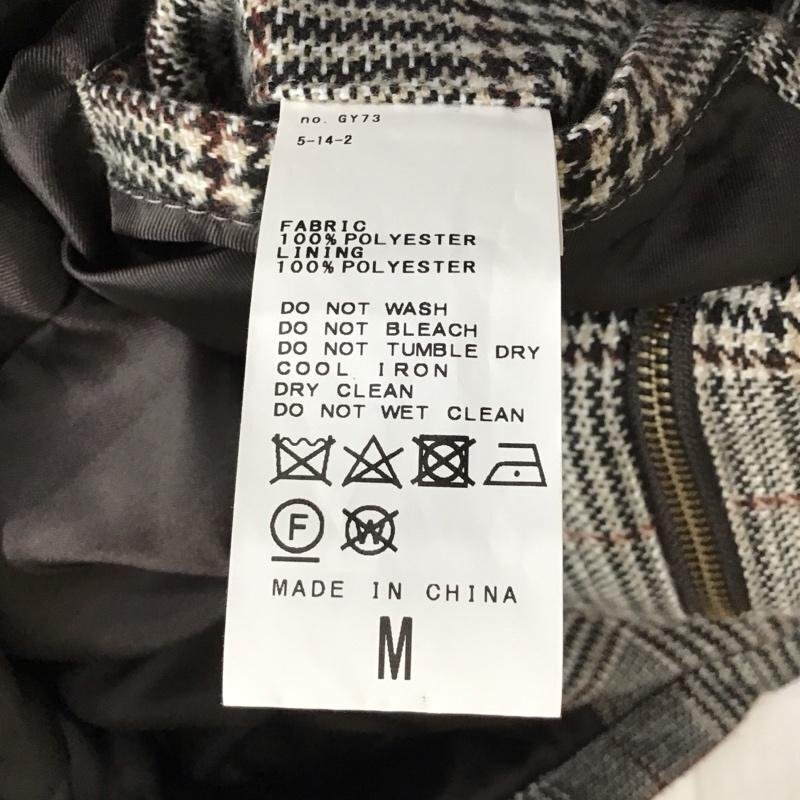 no. GY73
5-14-2
FABRIC
100% POLYESTER
LINING
100% POLYESTER
DO NOT WASH
DO NOT BLEACH
DO NOT TUMBLE DRY
COOL IRON
DRY CLEAN
DO NOT WET CLEAN
F W
MADE IN CHINA
M